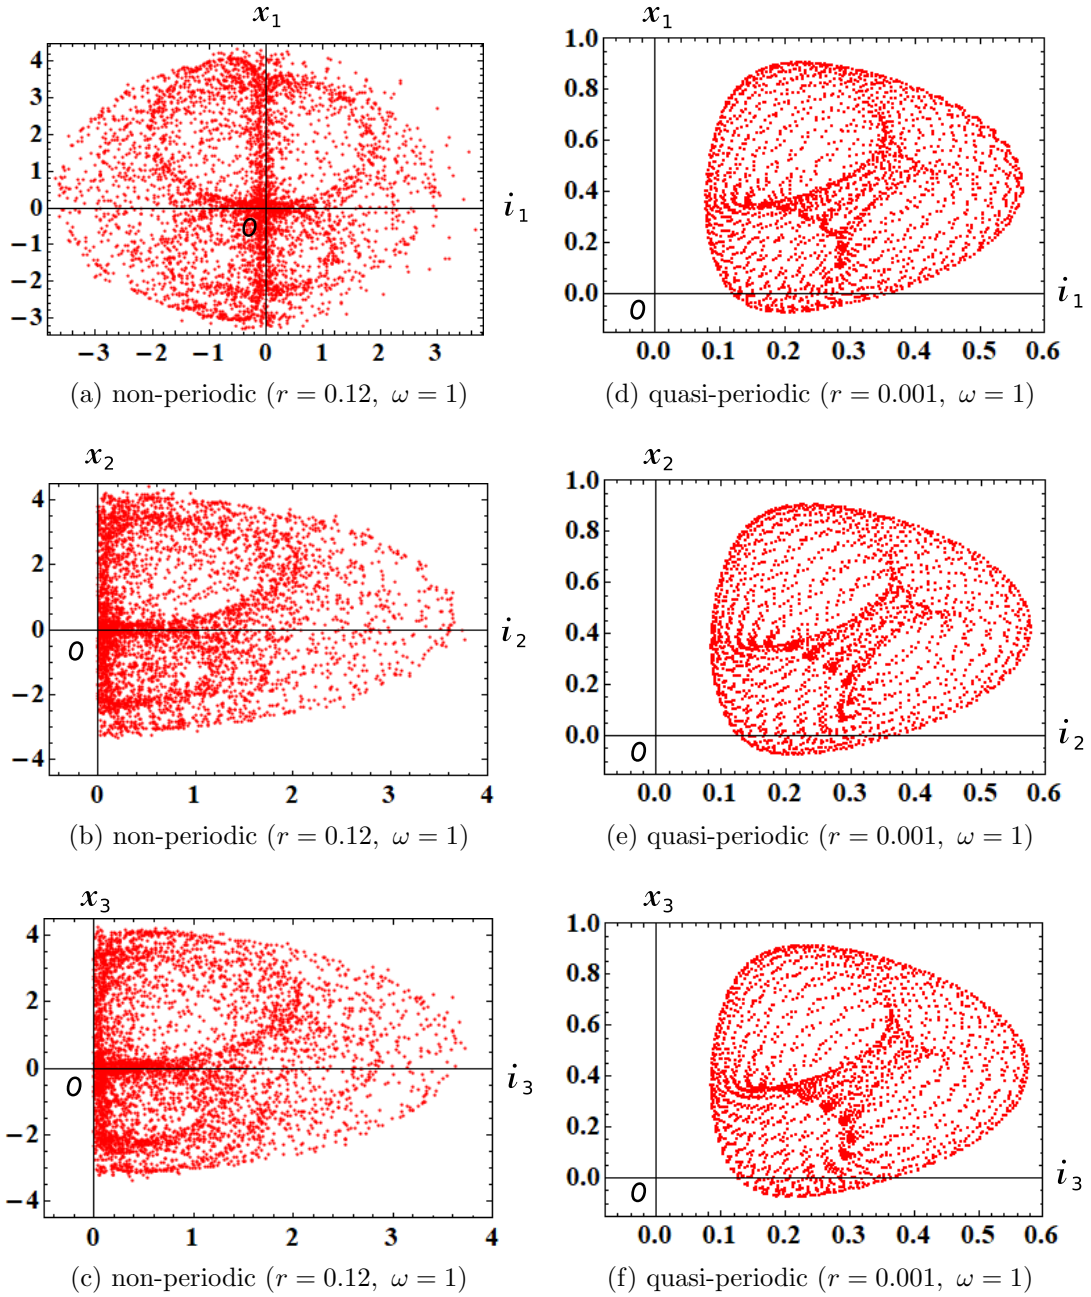 x1
4
3
2
1
0
−1
−2
−3
0
i1
−3 −2 −1 0 1 2 3
(a) non-periodic (r = 0.12, ω = 1)
x1
1.0
0.8
0.6
0.4
0.2
0.0
0
i1
0.0 0.1 0.2 0.3 0.4 0.5 0.6
(d) quasi-periodic (r = 0.001, ω = 1)
x2
4
2
0
−2
−4
0
i2
0 1 2 3 4
(b) non-periodic (r = 0.12, ω = 1)
x2
1.0
0.8
0.6
0.4
0.2
0.0
0
i2
0.0 0.1 0.2 0.3 0.4 0.5 0.6
(e) quasi-periodic (r = 0.001, ω = 1)
x3
4
2
0
−2
−4
0
i3
0 1 2 3 4
(c) non-periodic (r = 0.12, ω = 1)
x3
1.0
0.8
0.6
0.4
0.2
0.0
0
i3
0.0 0.1 0.2 0.3 0.4 0.5 0.6
(f) quasi-periodic (r = 0.001, ω = 1)